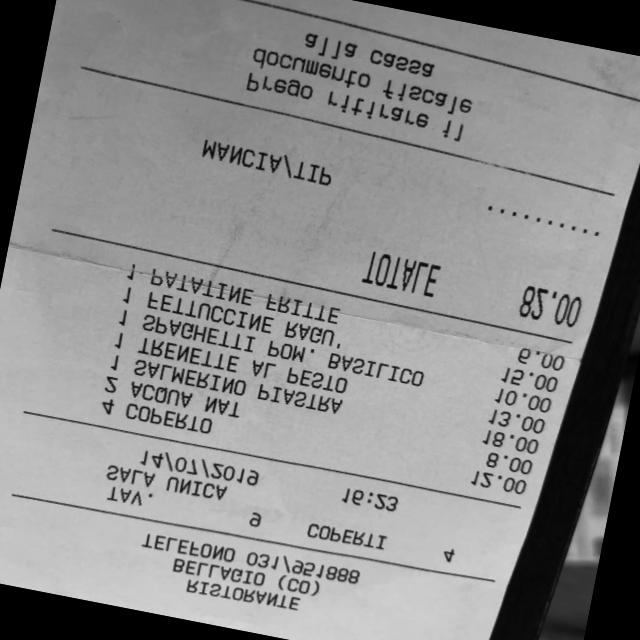 RISTORANTE
BELLAGIO (CO)
TELEFONO 031/951888
TAV. 9 COPERTI 4
SALA UNICA
14/07/2019 16:23
4 COPERTO 12.00
2 ACQUA NAT 8.00
1 SALMERINO PIASTRA 18.00
1 TRENETTE AL PESTO 13.00
1 SPAGHETTI POM. BASILICO 10.00
1 FETTUCCINE RAGU' 15.00
1 PATATINE FRITTE 6.00
TOTALE 82.00
MANCIA/TIP ..........
Prego ritirare il
documento fiscale
alla cassa